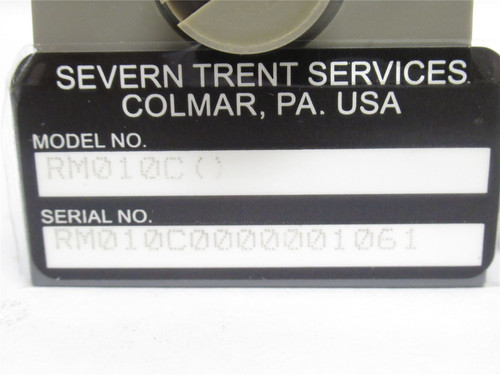 SEVERN TRENT SERVICES
COLMAR, PA. USA
MODEL NO.
RM010C()
SERIAL NO.
RM010C0000001061